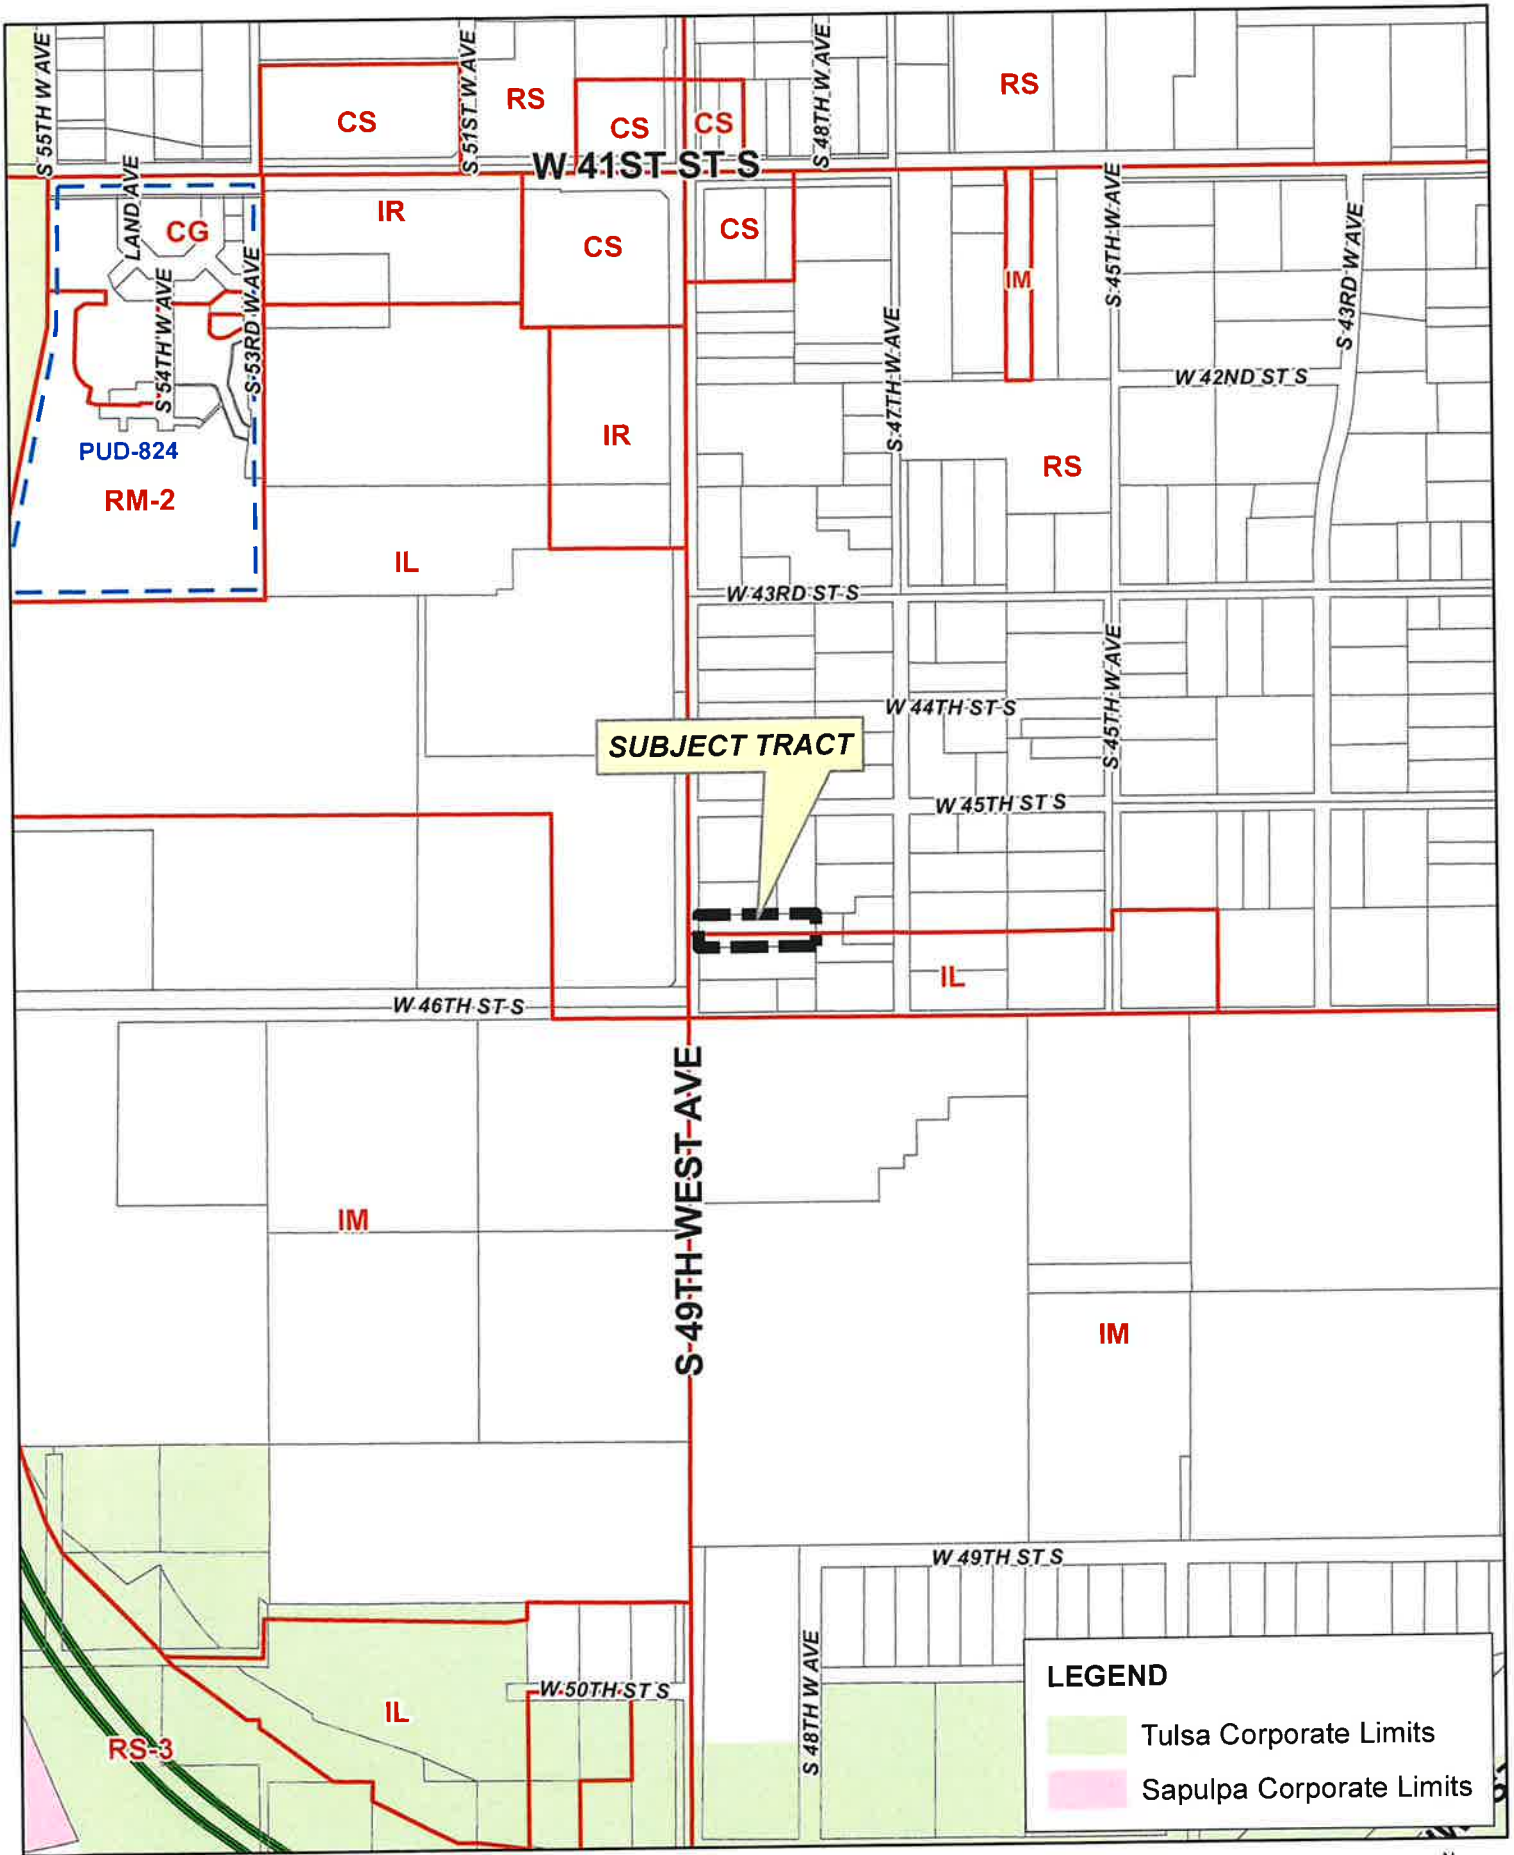 S 55TH W AVE
S 51ST W AVE
S 48TH W AVE
CS
RS
CS
CS
RS
W 41ST ST S
LAND AVE
CG
IR
CS
CS
IM
S 45TH W AVE
S 43RD W AVE
S 54TH W AVE
S 53RD W AVE
S 47TH W AVE
W 42ND ST S
PUD-824
RM-2
IR
RS
IL
W 43RD ST S
W 44TH ST S
S 45TH W AVE
SUBJECT TRACT
W 45TH ST S
IL
W 46TH ST S
S 49TH WEST AVE
IM
IM
W 49TH ST S
W 50TH ST S
S 48TH W AVE
IL
RS-3
LEGEND
Tulsa Corporate Limits
Sapulpa Corporate Limits